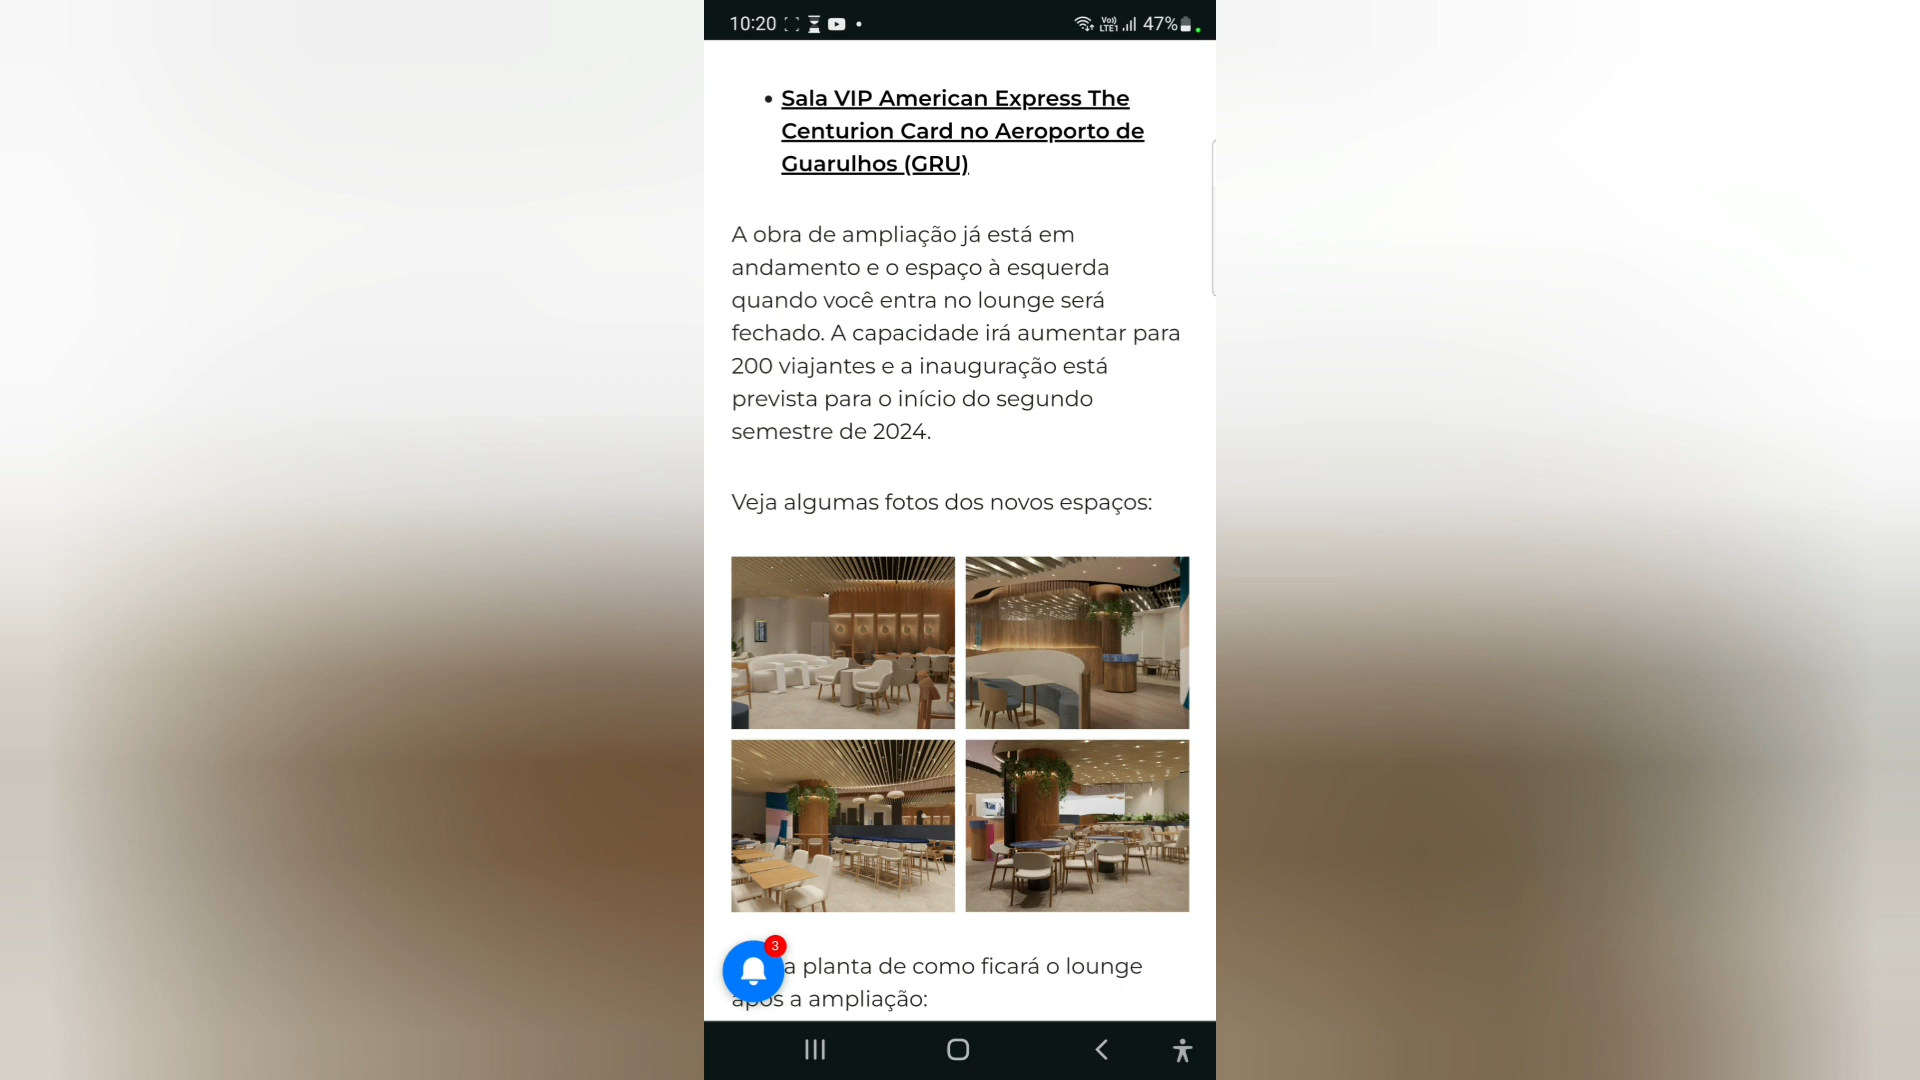 10:20
Vo))
LTE1
47%
Sala VIP American Express The
Centurion Card no Aeroporto de
Guarulhos (GRU)
A obra de ampliação já está em
andamento e o espaço à esquerda
quando você entra no lounge será
fechado. A capacidade irá aumentar para
200 viajantes e a inauguração está
prevista para o início do segundo
semestre de 2024.
Veja algumas fotos dos novos espaços:
3
a planta de como ficará o lounge
após a ampliação: